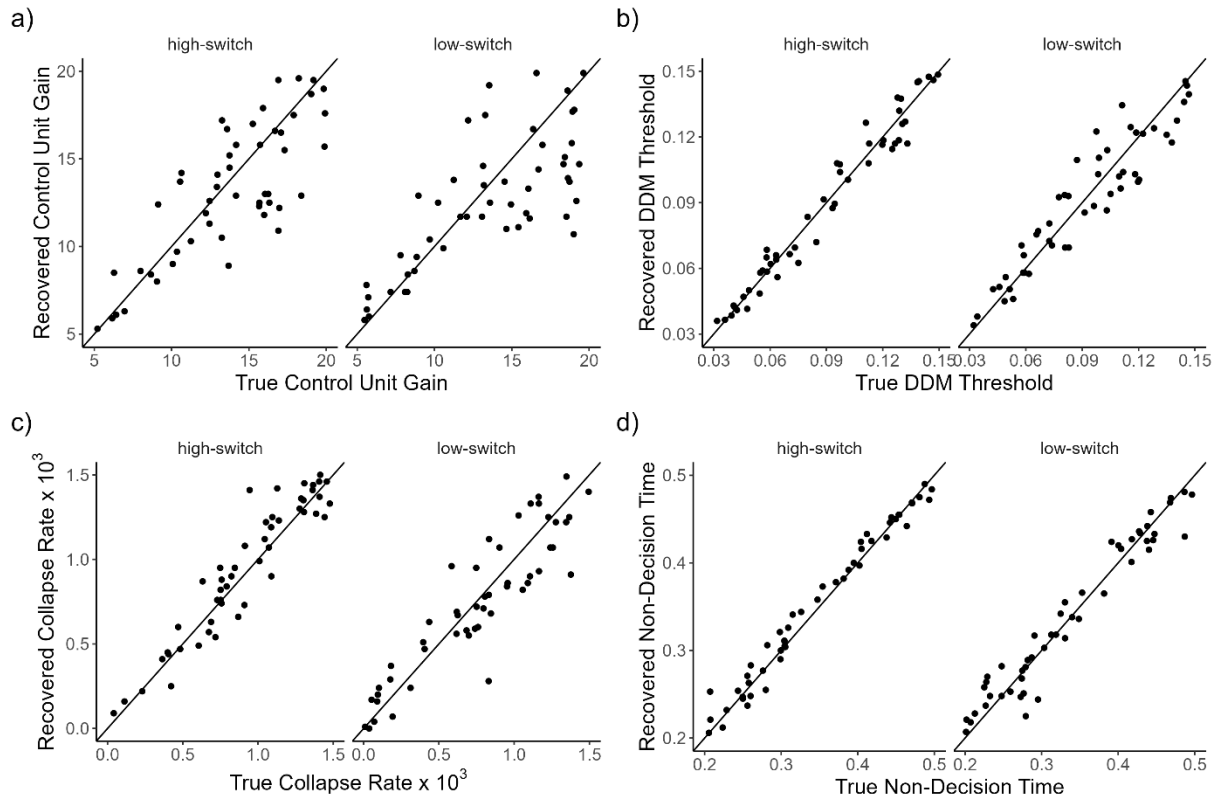 a)
high-switch
low-switch
Recovered Control Unit Gain
20
15
10
5
5 10 15 20 5 10 15 20
True Control Unit Gain
b)
high-switch
low-switch
Recovered DDM Threshold
0.15
0.12
0.09
0.06
0.03
0.03 0.06 0.09 0.12 0.15 0.03 0.06 0.09 0.12 0.15
True DDM Threshold
c)
high-switch
low-switch
Recovered Collapse Rate x 10³
1.5
1.0
0.5
0.0
0.0 0.5 1.0 1.5 0.0 0.5 1.0 1.5
True Collapse Rate x 10³
d)
high-switch
low-switch
Recovered Non-Decision Time
0.5
0.4
0.3
0.2
0.2 0.3 0.4 0.5 0.2 0.3 0.4 0.5
True Non-Decision Time